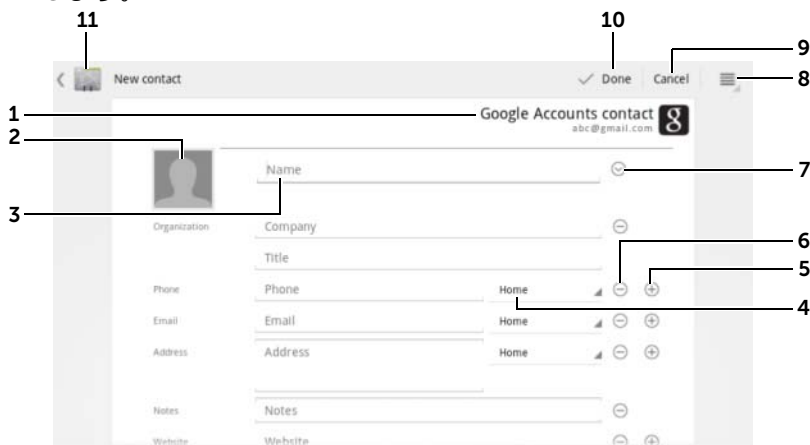 11 10
9
New contact Done Cancel 8
1 Google Accounts contact g
abc@gmail.com
2
Name 7
3
Organization Company
6
Title
5
Phone Phone Home
4
Email Email Home
Address Address Home
Notes Notes
Website Website